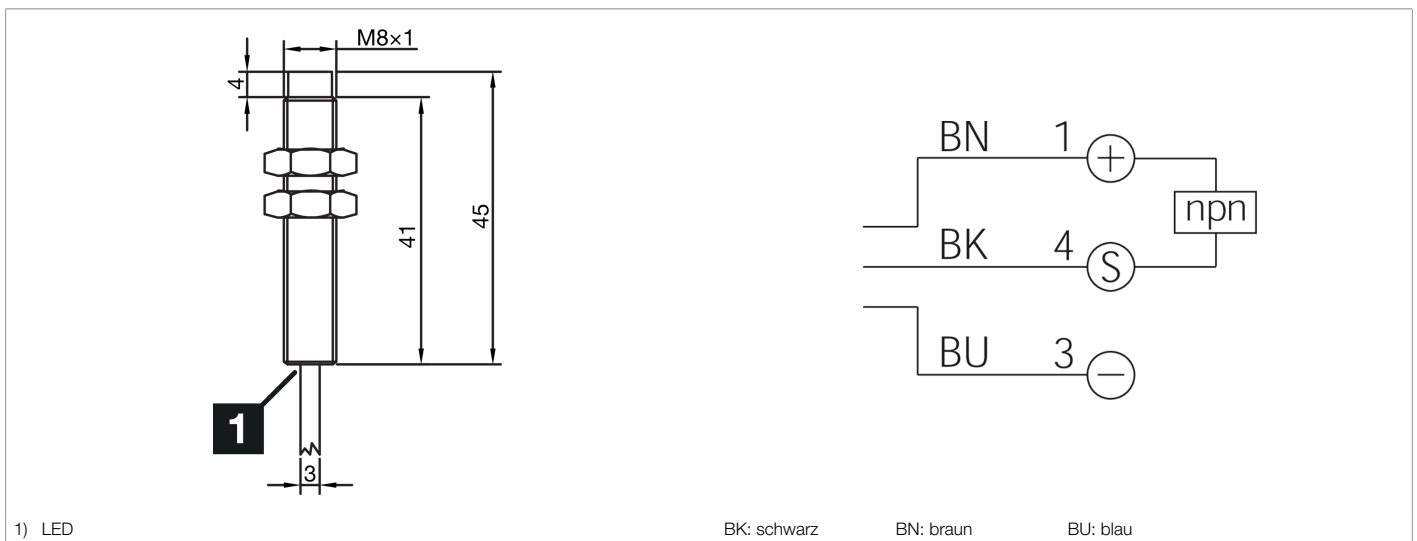 M8×1
4
41
45
1
3
BN 1 +
npn
BK 4 S
BU 3 −
1) LED
BK: schwarz BN: braun BU: blau